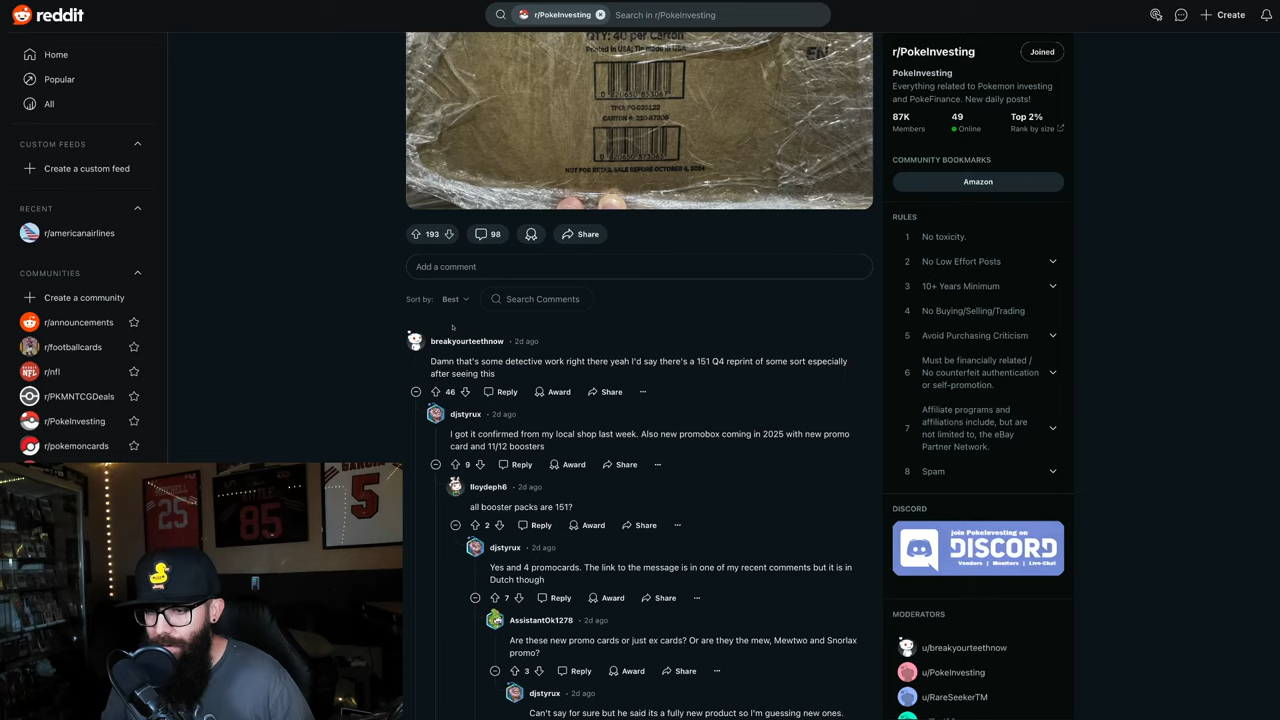 reddit
r/PokeInvesting
Search in r/PokeInvesting
Create
Home
Popular
All
CUSTOM FEEDS
Create a custom feed
RECENT
r/americanairlines
COMMUNITIES
Create a community
r/announcements
r/footballcards
r/nfl
r/PKMNTCGDeals
r/PokeInvesting
r/pokemoncards
QTY: 40 per Carton
Printed in USA; Tin made in USA
EN
NOT FOR RETAIL SALE BEFORE OCTOBER 6, 2024
193
98
Share
Add a comment
Sort by: Best
Search Comments
breakyourteethnow • 2d ago
Damn that's some detective work right there yeah I'd say there's a 151 Q4 reprint of some sort especially
after seeing this
46 Reply Award Share ...
djstyrux • 2d ago
I got it confirmed from my local shop last week. Also new promobox coming in 2025 with new promo
card and 11/12 boosters
9 Reply Award Share ...
lloydeph6 • 2d ago
all booster packs are 151?
2 Reply Award Share ...
djstyrux • 2d ago
Yes and 4 promocards. The link to the message is in one of my recent comments but it is in
Dutch though
7 Reply Award Share ...
AssistantOk1278 • 2d ago
Are these new promo cards or just ex cards? Or are they the mew, Mewtwo and Snorlax
promo?
3 Reply Award Share ...
djstyrux • 2d ago
Can't say for sure but he said its a fully new product so I'm guessing new ones.
r/PokeInvesting
Joined
PokeInvesting
Everything related to Pokemon investing
and PokeFinance. New daily posts!
87K 49 Top 2%
Members Online Rank by size
COMMUNITY BOOKMARKS
Amazon
RULES
1 No toxicity.
2 No Low Effort Posts
3 10+ Years Minimum
4 No Buying/Selling/Trading
5 Avoid Purchasing Criticism
6 Must be financially related /
No counterfeit authentication
or self-promotion.
7 Affiliate programs and
affiliations include, but are
not limited to, the eBay
Partner Network.
8 Spam
DISCORD
join PokeInvesting on
DISCORD
Vendors | Monitors | Live-Chat
MODERATORS
u/breakyourteethnow
u/PokeInvesting
u/RareSeekerTM
25
85
GARCIA
5